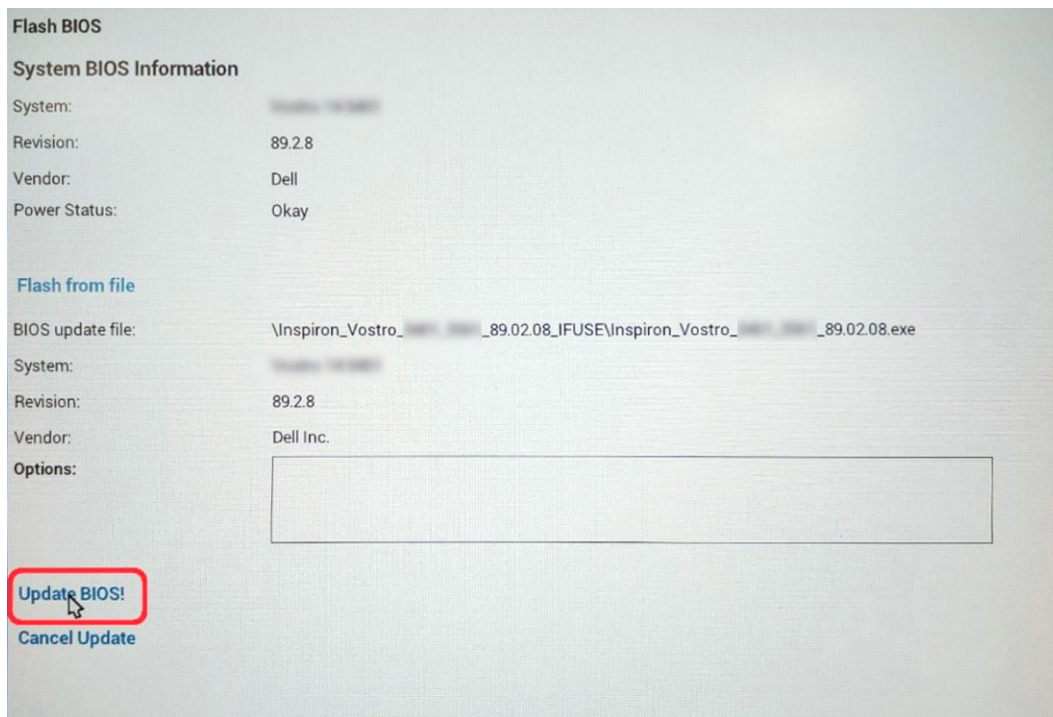 Flash BIOS
System BIOS Information
System:
Revision: 89.2.8
Vendor: Dell
Power Status: Okay
Flash from file
BIOS update file: \Inspiron_Vostro_ _89.02.08_IFUSE\Inspiron_Vostro_ _89.02.08.exe
System:
Revision: 89.2.8
Vendor: Dell Inc.
Options:
Update BIOS!
Cancel Update